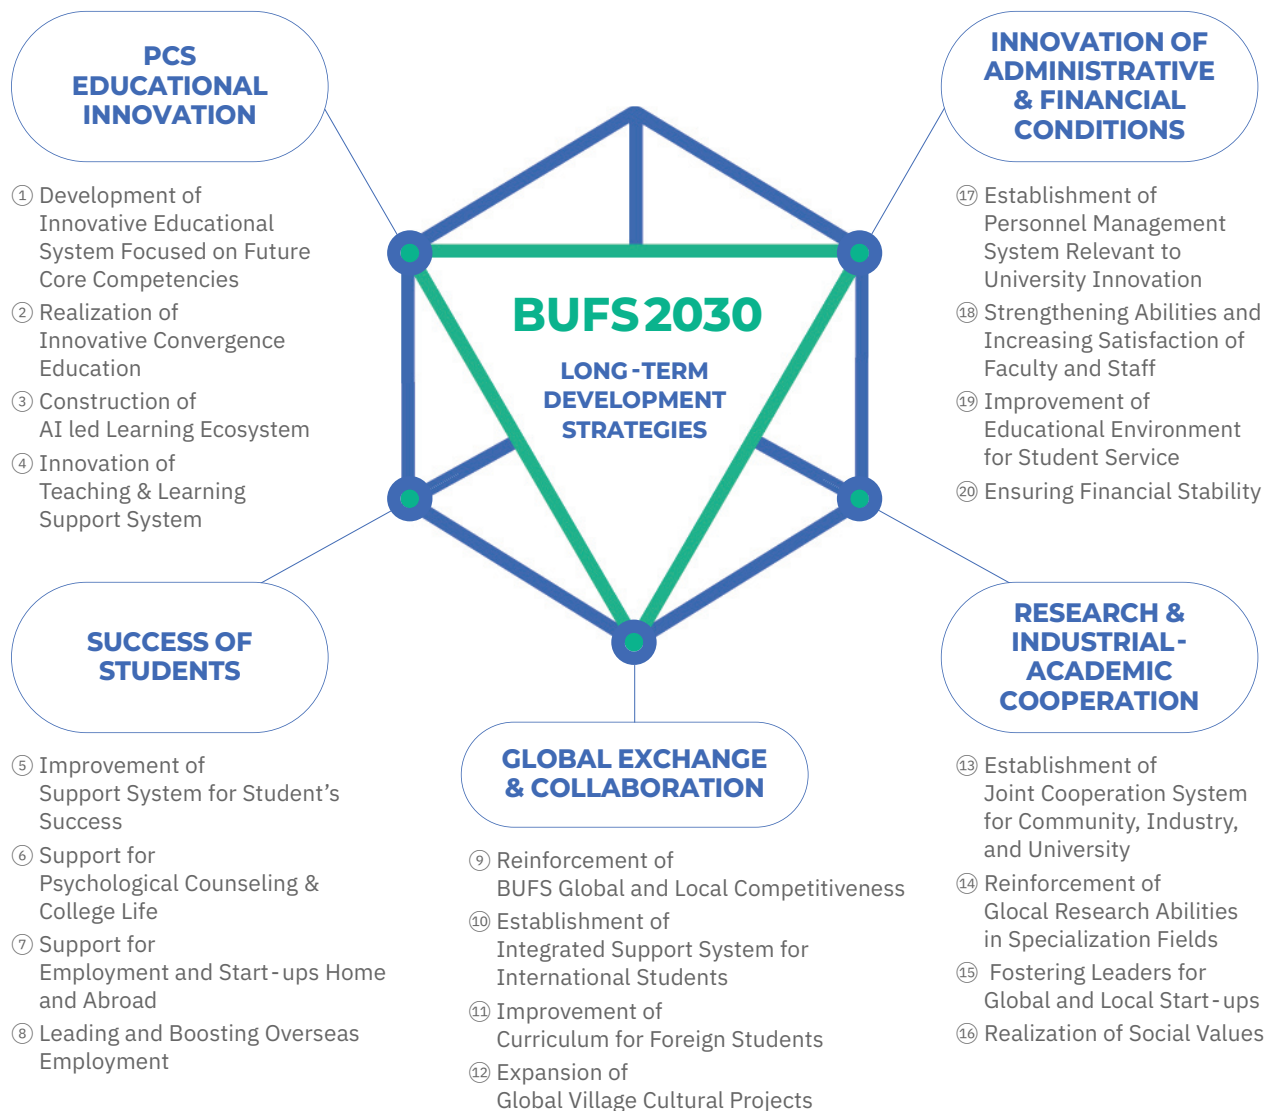 PCS
EDUCATIONAL
INNOVATION
① Development of
Innovative Educational
System Focused on Future
Core Competencies
② Realization of
Innovative Convergence
Education
③ Construction of
AI led Learning Ecosystem
④ Innovation of
Teaching & Learning
Support System
SUCCESS OF
STUDENTS
⑤ Improvement of
Support System for Student's
Success
⑥ Support for
Psychological Counseling &
College Life
⑦ Support for
Employment and Start-ups Home
and Abroad
⑧ Leading and Boosting Overseas
Employment
BUFS 2030
LONG-TERM
DEVELOPMENT
STRATEGIES
GLOBAL EXCHANGE
& COLLABORATION
⑨ Reinforcement of
BUFS Global and Local Competitiveness
⑩ Establishment of
Integrated Support System for
International Students
⑪ Improvement of
Curriculum for Foreign Students
⑫ Expansion of
Global Village Cultural Projects
INNOVATION OF
ADMINISTRATIVE
& FINANCIAL
CONDITIONS
⑰ Establishment of
Personnel Management
System Relevant to
University Innovation
⑱ Strengthening Abilities and
Increasing Satisfaction of
Faculty and Staff
⑲ Improvement of
Educational Environment
for Student Service
⑳ Ensuring Financial Stability
RESEARCH &
INDUSTRIAL-
ACADEMIC
COOPERATION
⑬ Establishment of
Joint Cooperation System
for Community, Industry,
and University
⑭ Reinforcement of
Glocal Research Abilities
in Specialization Fields
⑮ Fostering Leaders for
Global and Local Start-ups
⑯ Realization of Social Values